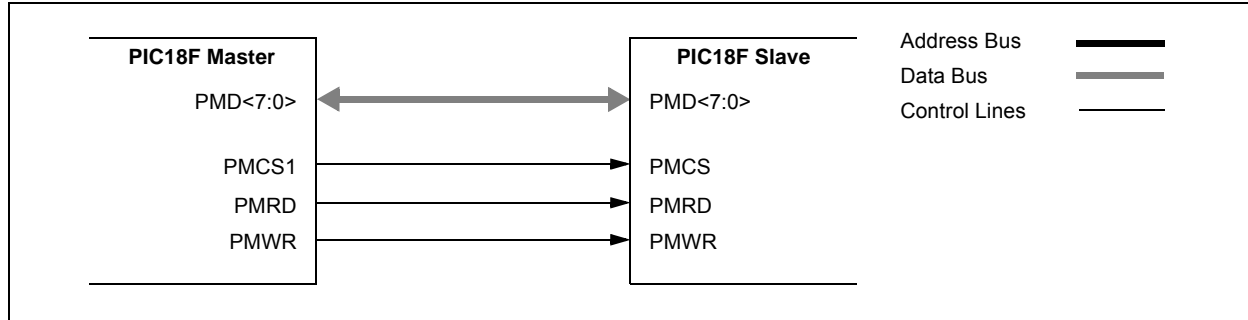 PIC18F Master
PMD<7:0>
PMCS1
PMRD
PMWR
PIC18F Slave
PMD<7:0>
PMCS
PMRD
PMWR
Address Bus
Data Bus
Control Lines